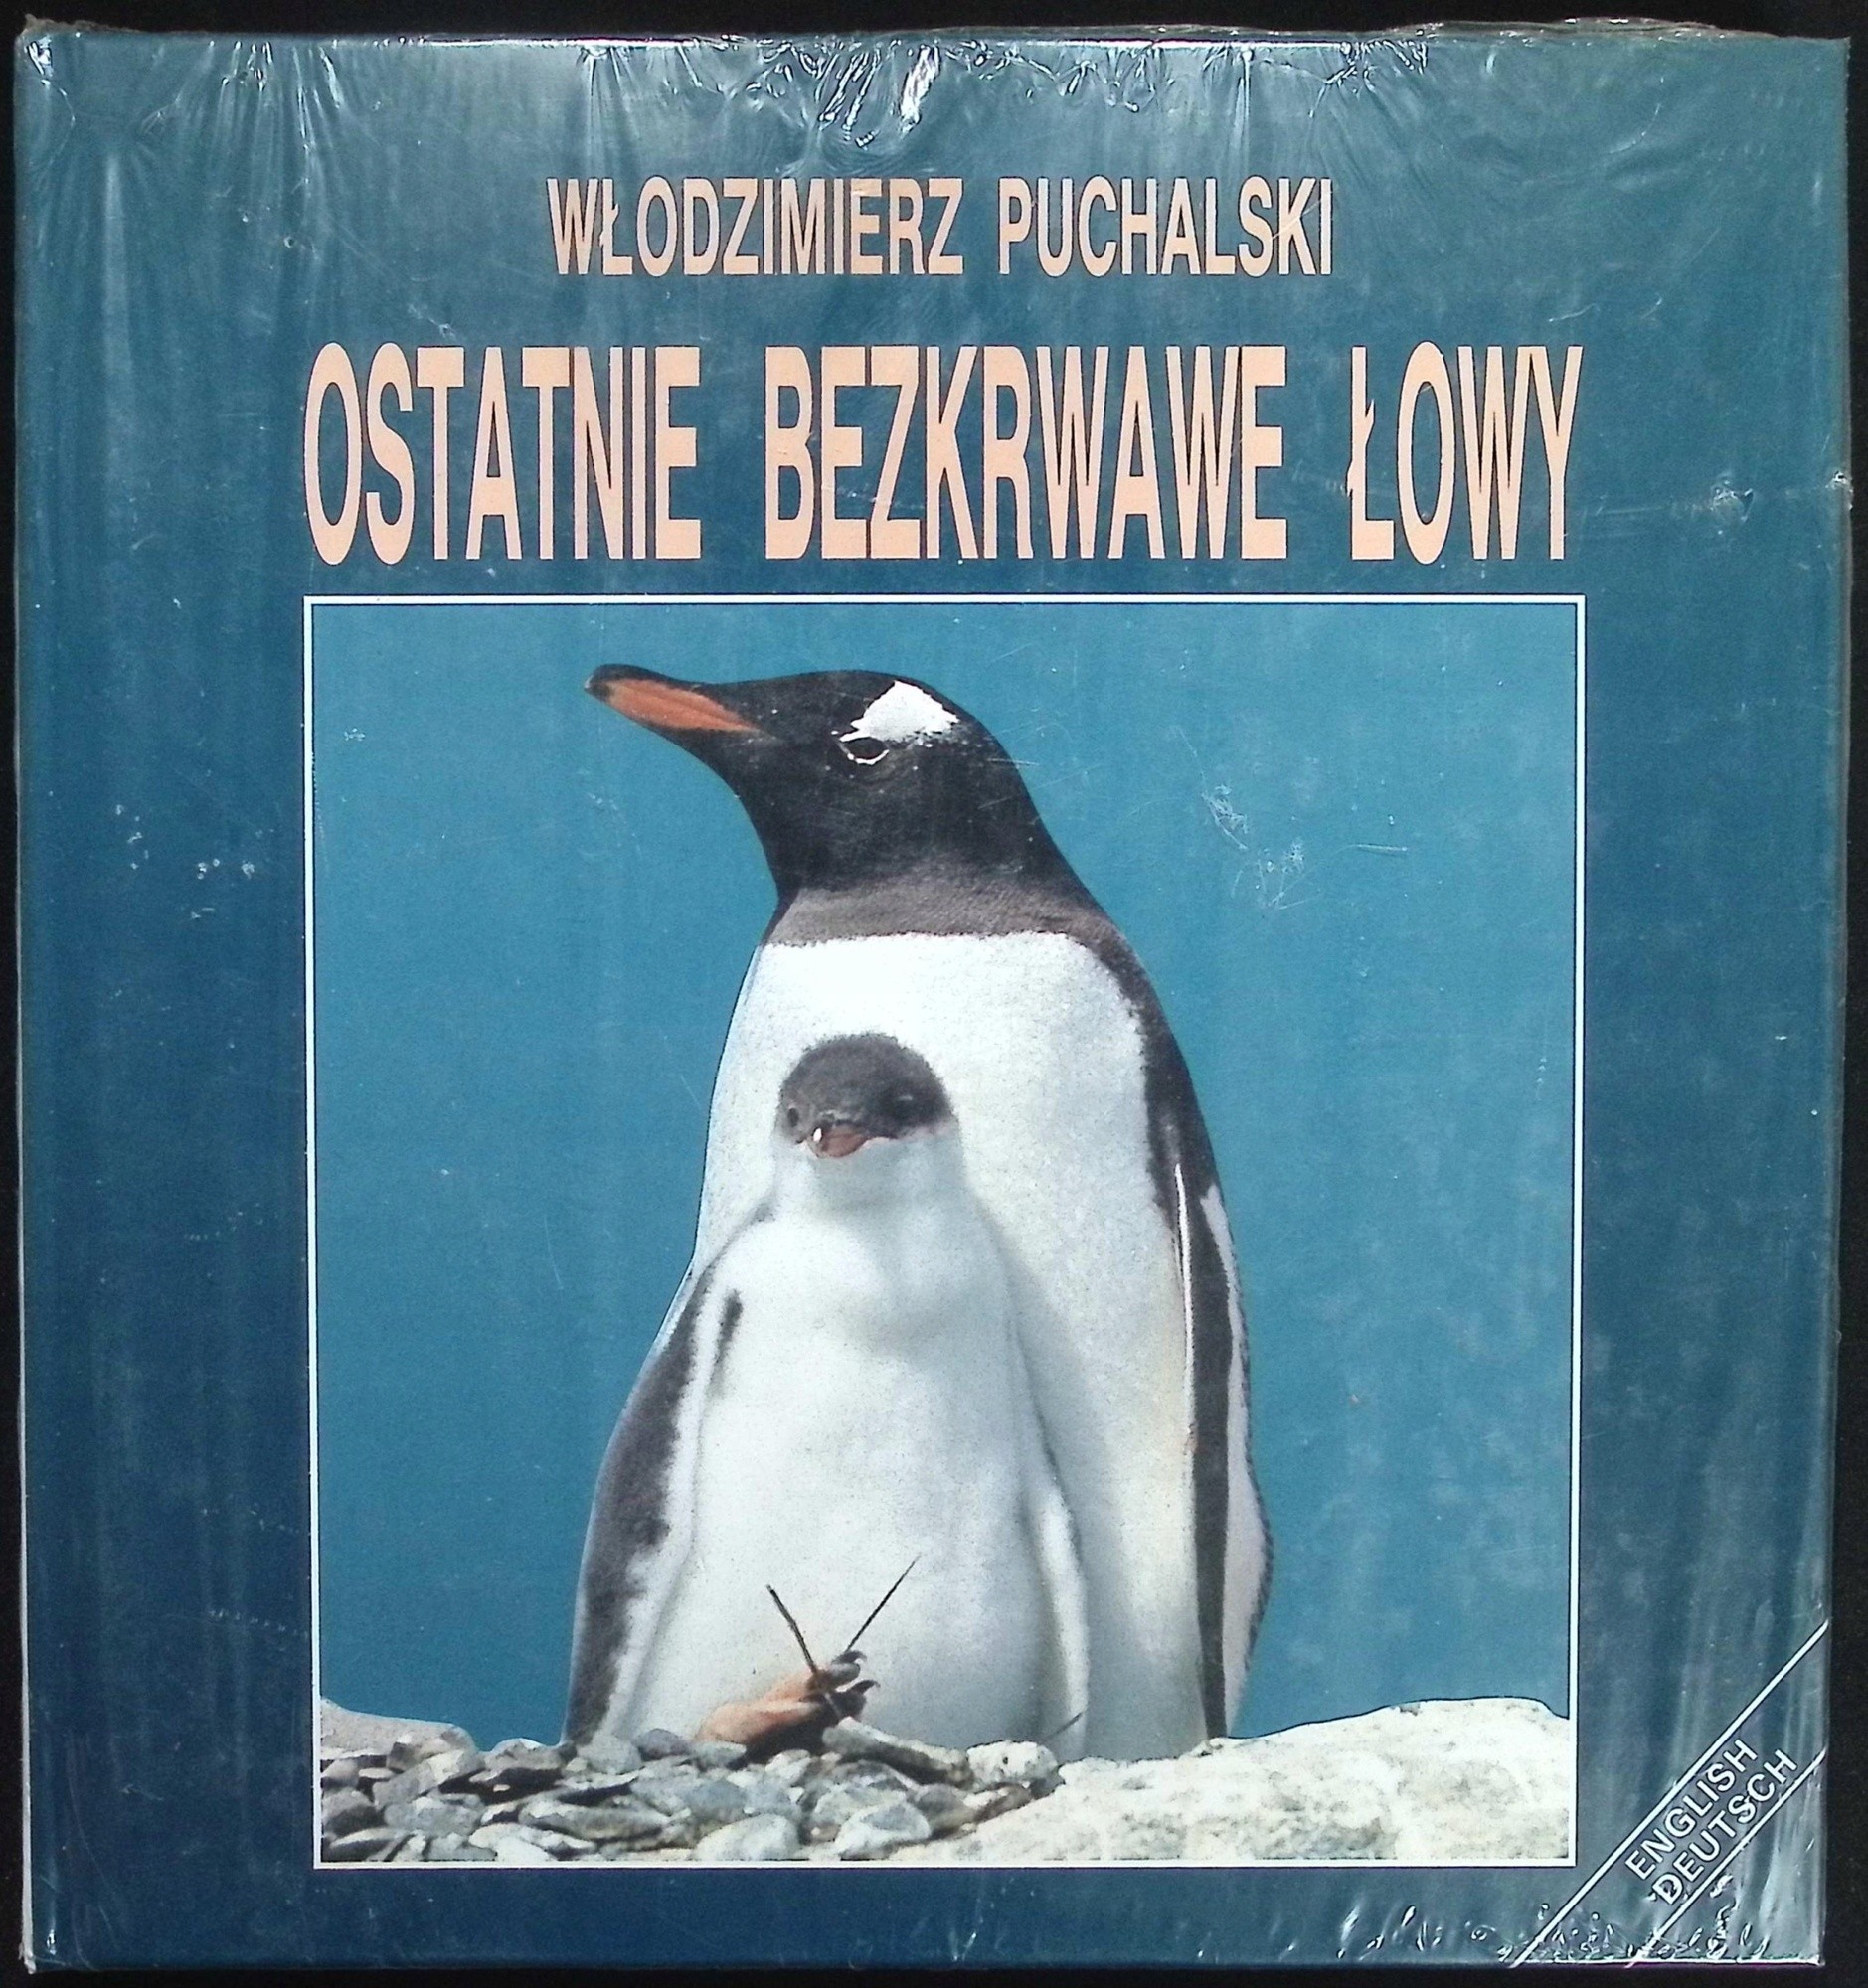 WŁODZIMIERZ PUCHALSKI
OSTATNIE BEZKRWAWE ŁOWY
ENGLISH
DEUTSCH